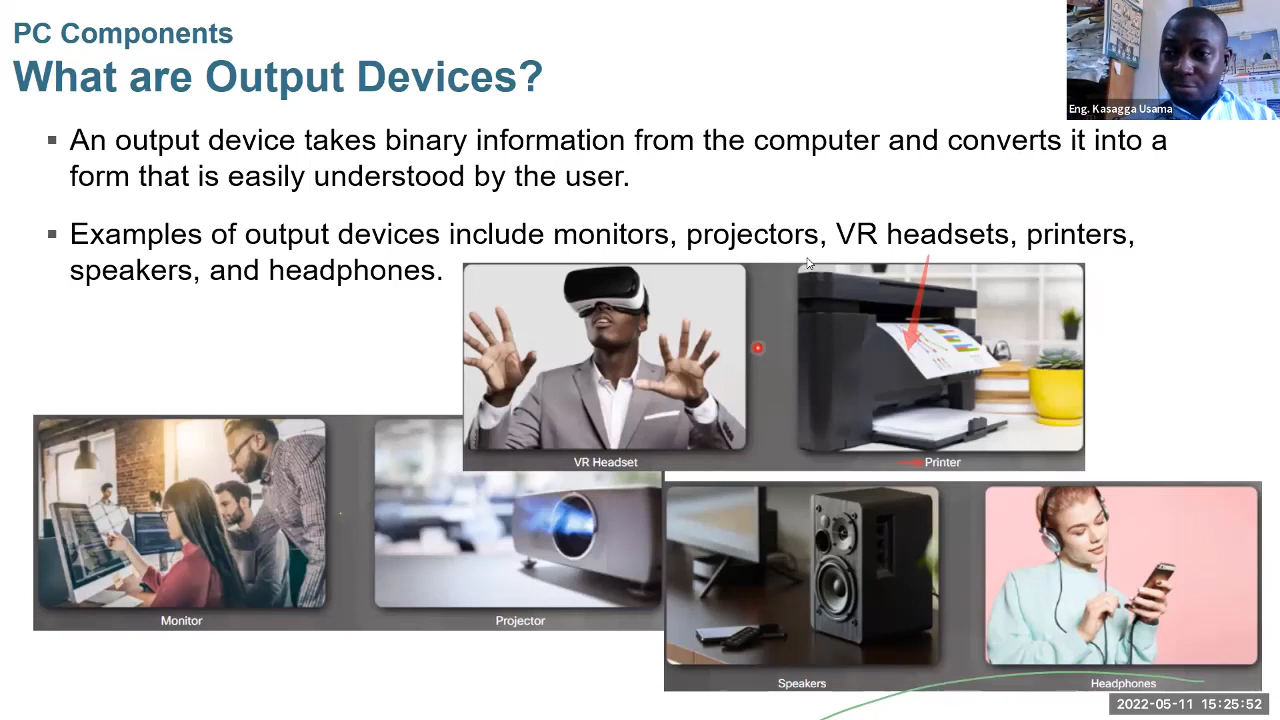 PC Components
What are Output Devices?
Eng. Kasagga Usama
▪ An output device takes binary information from the computer and converts it into a
form that is easily understood by the user.
▪ Examples of output devices include monitors, projectors, VR headsets, printers,
speakers, and headphones.
VR Headset
Printer
Monitor
Projector
Speakers
Headphones
2022-05-11 15:25:52